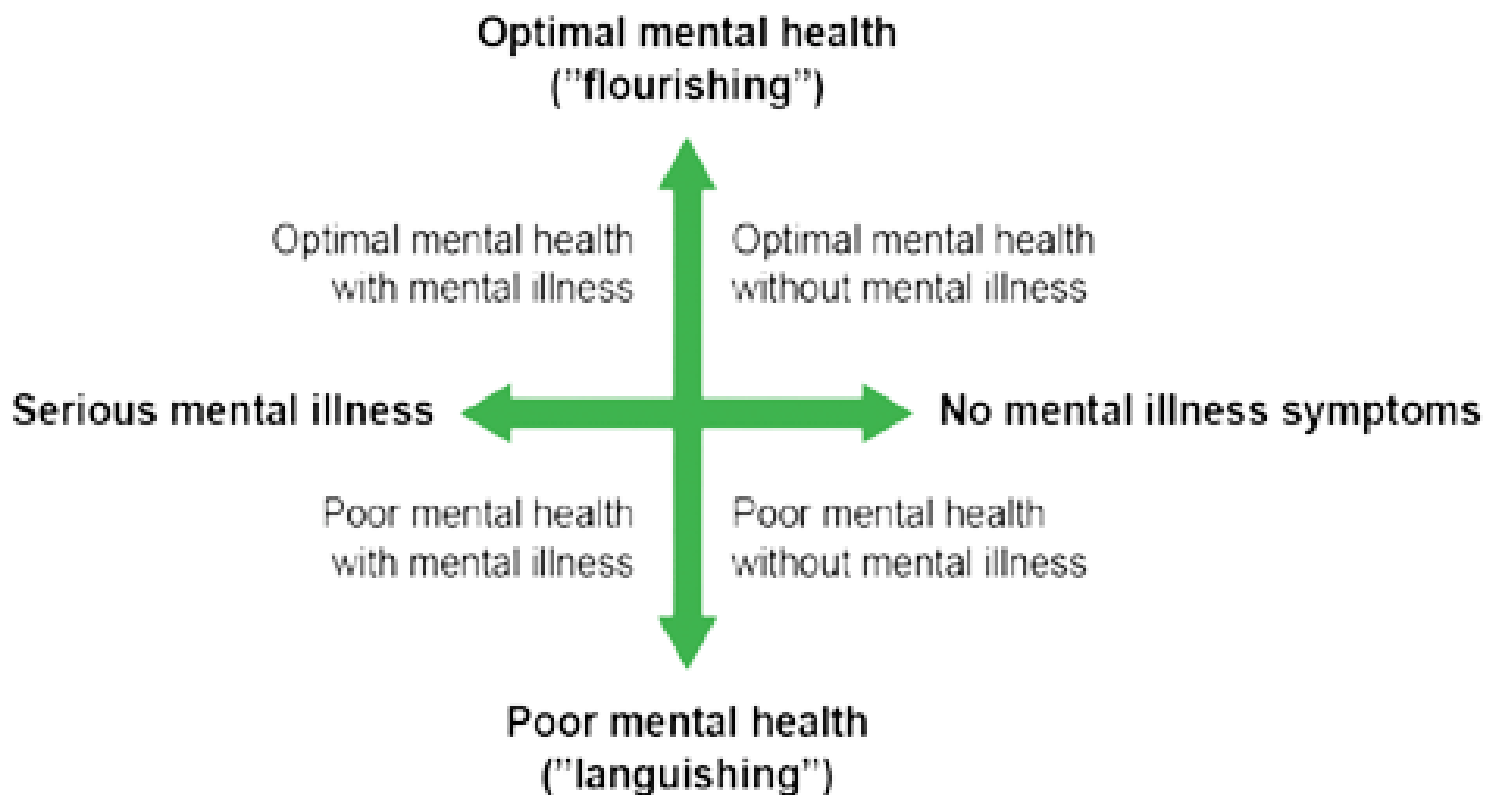 Optimal mental health
(”flourishing”)
Optimal mental health
with mental illness
Optimal mental health
without mental illness
Serious mental illness
No mental illness symptoms
Poor mental health
with mental illness
Poor mental health
without mental illness
Poor mental health
(”languishing”)